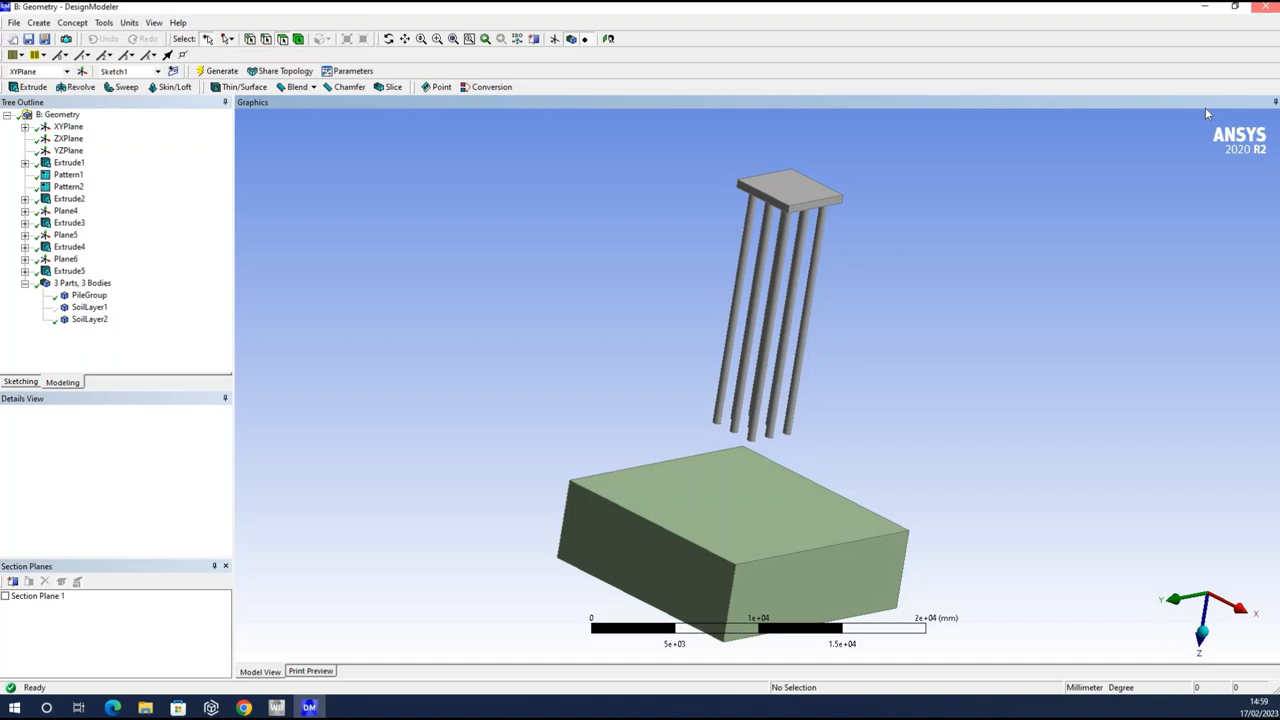 DM B: Geometry - DesignModeler
File Create Concept Tools Units View Help
Undo Redo Select:
XYPlane Sketch1 Generate Share Topology Parameters
Extrude Revolve Sweep Skin/Loft Thin/Surface Blend Chamfer Slice Point Conversion
Tree Outline
B: Geometry
XYPlane
ZXPlane
YZPlane
Extrude1
Pattern1
Pattern2
Extrude2
Plane4
Extrude3
Plane5
Extrude4
Plane6
Extrude5
3 Parts, 3 Bodies
PileGroup
SoilLayer1
SoilLayer2
Sketching Modeling
Details View
Section Planes
Section Plane 1
Graphics
ANSYS
2020 R2
0 1e+04 2e+04 (mm)
5e+03 1.5e+04
Y X
Z
Model View Print Preview
Ready No Selection Millimeter Degree 0 0
WP DM
14:59
17/02/2023